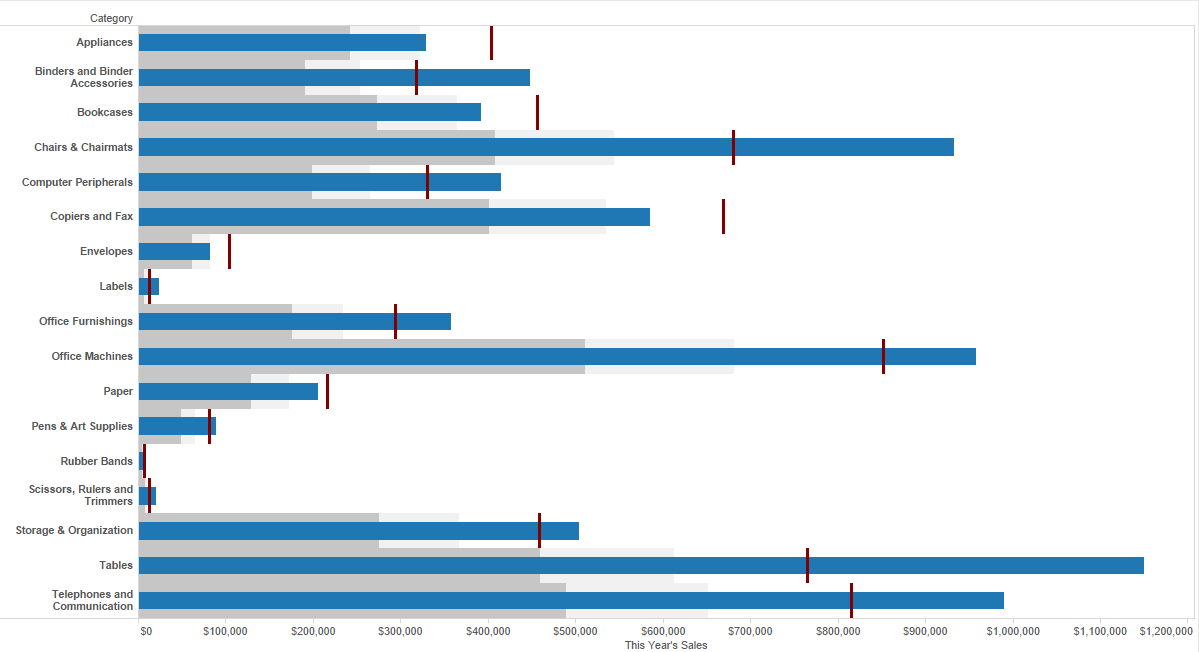 Category
Appliances
Binders and Binder
Accessories
Bookcases
Chairs & Chairmats
Computer Peripherals
Copiers and Fax
Envelopes
Labels
Office Furnishings
Office Machines
Paper
Pens & Art Supplies
Rubber Bands
Scissors, Rulers and
Trimmers
Storage & Organization
Tables
Telephones and
Communication
$0 $100,000 $200,000 $300,000 $400,000 $500,000 $600,000 $700,000 $800,000 $900,000 $1,000,000 $1,100,000 $1,200,000
This Year's Sales